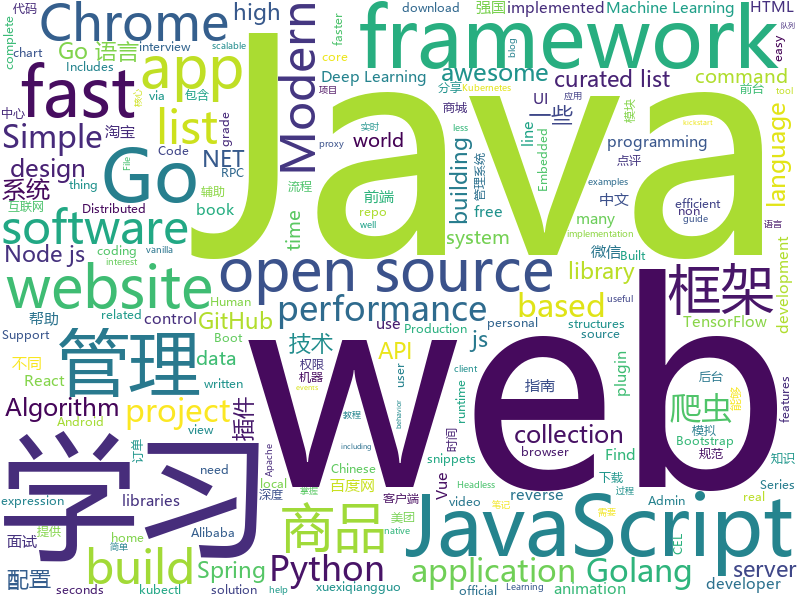 complete
代码
Chrome
high
强国
implemented
Machine Learning
HTML
download
队列
Go 语言
interview
scalable
faster
blog
easy
chart
Includes
app
Modern
framework
core
Java
Deep Learning
awesome
curated list
项目
Kubernetes
tool
fast
核心
via
包含
分享
command
前台
中心
list
grade
商城
UI
一些
模块
应用
Simple
淘宝
实时
world
line
language
Code
proxy
less
Embedded
programming
design
Go
NET
RPC
building
点评
管理系统
examples
kickstart
系统
thing
File
辅助
流程
前端
free
中文
efficient
互联网
Distributed
book
time
repo
many
non
guide
software
well
implementation
语言
Node js
coding
vanilla
interest
system
微信
Built
development
website
open source
library
Human
related
control
GitHub
performance
based
框架
帮助
Boot
use
Production
personal
structures
TensorFlow
Support
data
技术
js
source
不同
React
written
API
plugin
后台
管理
权限
机器
user
runtime
client
web
指南
爬虫
能够
features
Algorithm
project
插件
Android
view
events
behavior
教程
including
模拟
Bootstrap
规范
知识
学习
订单
need
Apache
Vue
时间
snippets
collection
browser
Find
expression
Chinese
local
掌握
Headless
下载
过程
Series
libraries
深度
百度网
客户端
video
reverse
Admin
real
面试
提供
home
Alibaba
商品
美团
native
笔记
需要
JavaScript
配置
build
简单
Spring
Python
application
Golang
CEL
server
seconds
kubectl
solution
help
xuexiqiangguo
official
Learning
animation
developer